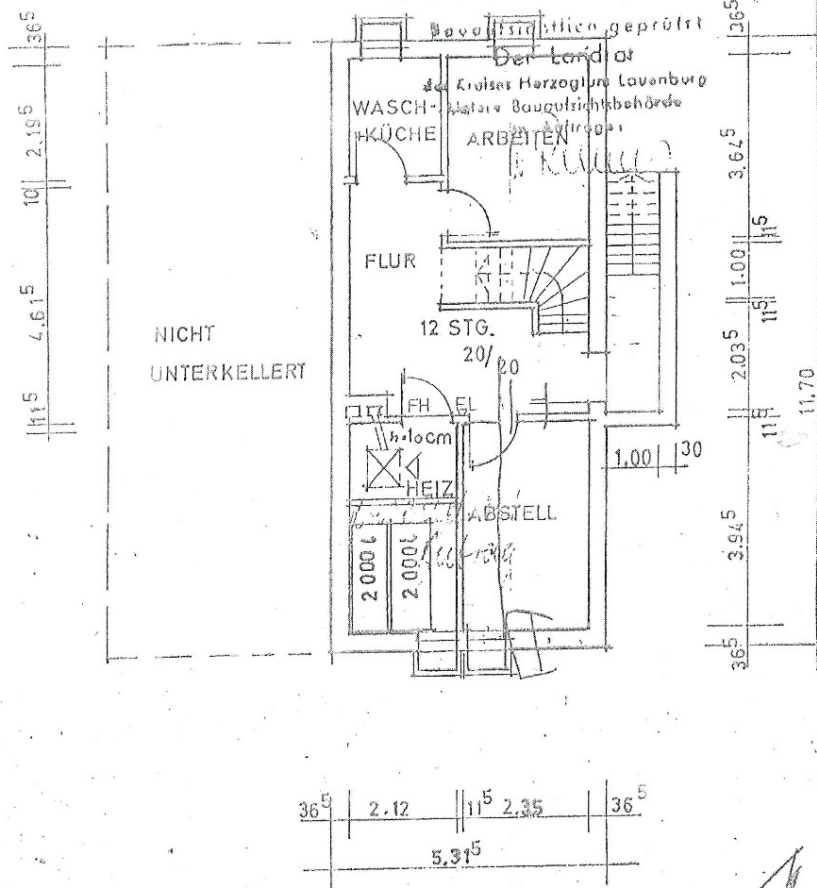 Bauaufsichtlich geprüft
Der Landrat
des Kreises Herzogtum Lauenburg
Untere Bauaufsichtsbehörde
Im Auftrage:
WASCH-
KÜCHE
ARBEITEN
FLUR
12 STG.
20/20
NICHT
UNTERKELLERT
FH EL
h=10cm
HEIZ
ABSTELL
2000 l
2000 l
36⁵
2.19⁵
10
4.61⁵
11⁵
36⁵
3.64⁵
11⁵
1.00
11⁵
2.03⁵
11⁵
3.94⁵
36⁵
11.70
1.00 30
36⁵ 2.12 11⁵ 2.35 36⁵
5.31⁵